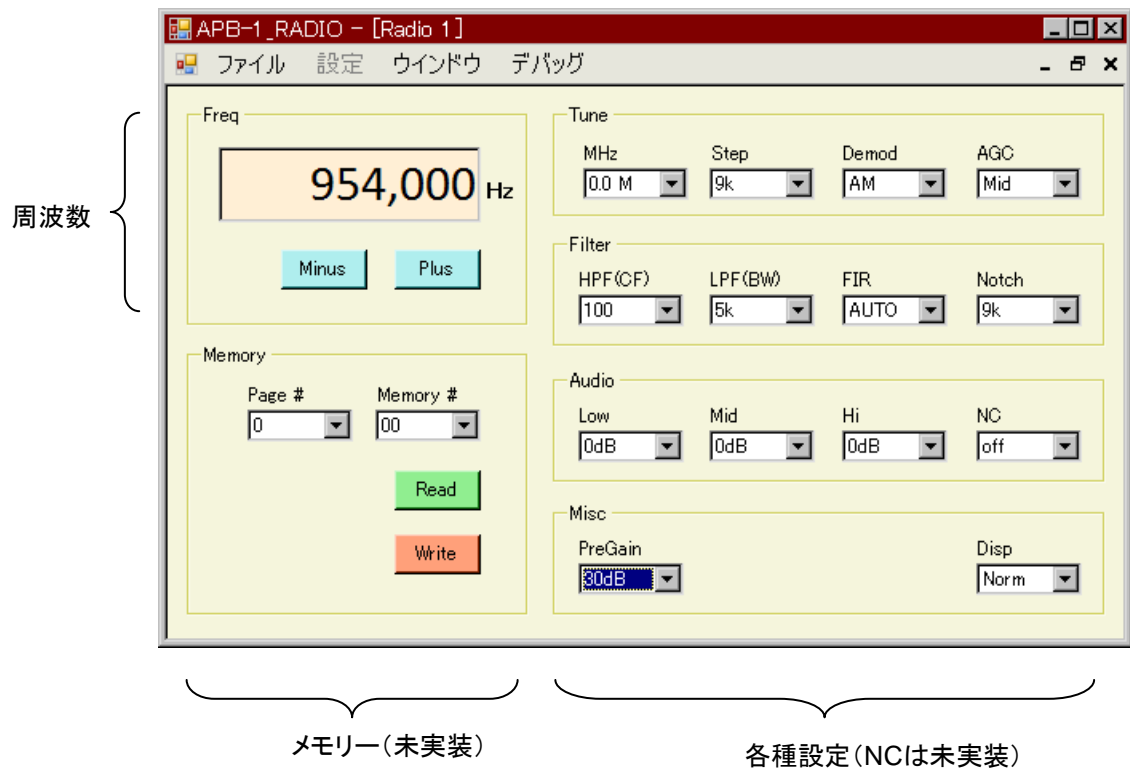 APB-1_RADIO - [Radio 1]
ファイル 設定 ウインドウ デバッグ
周波数
Freq
954,000 Hz
Minus Plus
Memory
Page # Memory #
0 00
Read
Write
Tune
MHz Step Demod AGC
0.0 M 9k AM Mid
Filter
HPF(CF) LPF(BW) FIR Notch
100 5k AUTO 9k
Audio
Low Mid Hi NC
0dB 0dB 0dB off
Misc
PreGain Disp
30dB Norm
メモリー(未実装)
各種設定(NCは未実装)